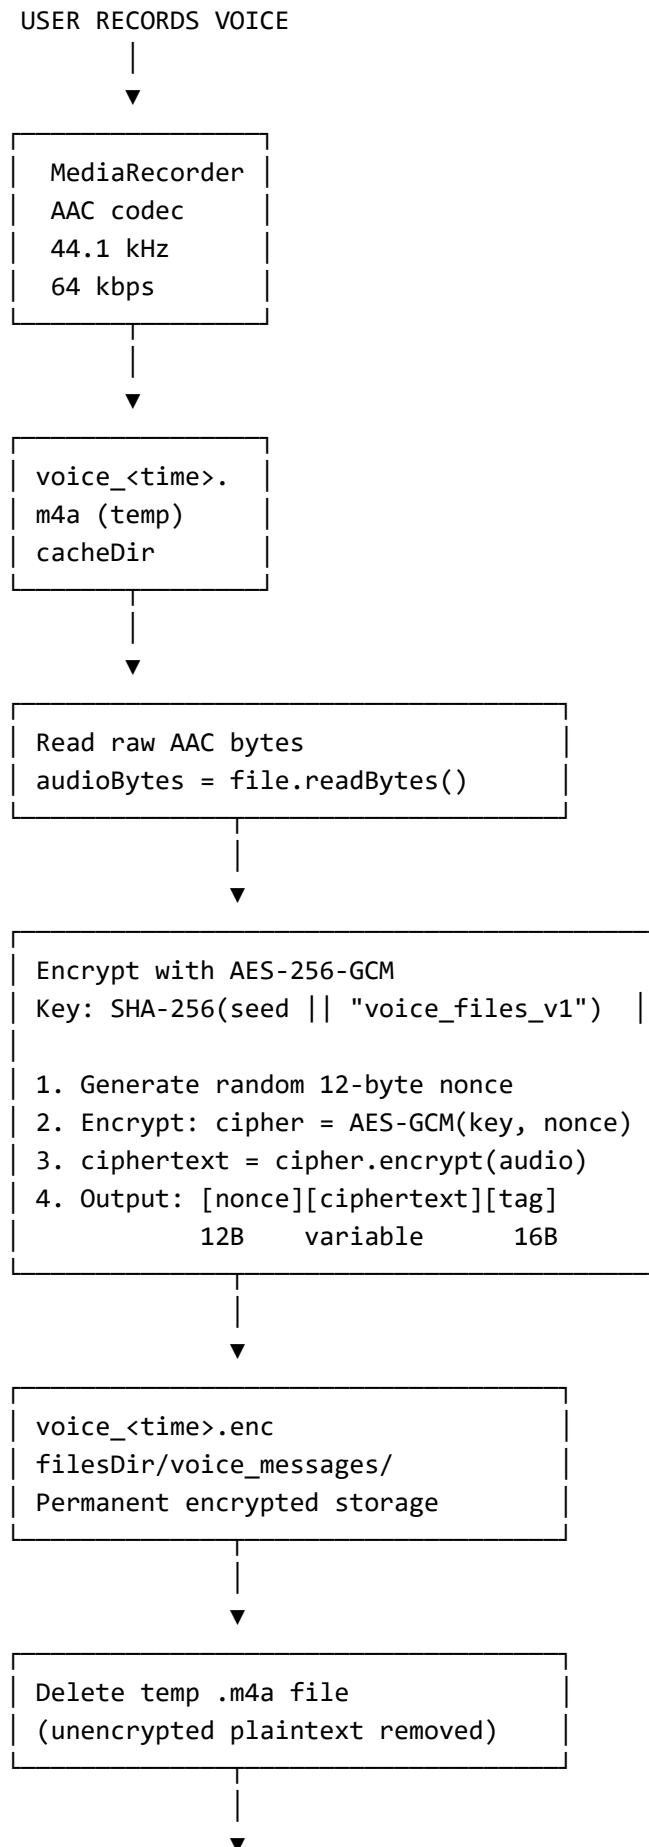 USER RECORDS VOICE
MediaRecorder
AAC codec
44.1 kHz
64 kbps
voice_<time>.
m4a (temp)
cacheDir
Read raw AAC bytes
audioBytes = file.readBytes()
Encrypt with AES-256-GCM
Key: SHA-256(seed || "voice_files_v1")
1. Generate random 12-byte nonce
2. Encrypt: cipher = AES-GCM(key, nonce)
3. ciphertext = cipher.encrypt(audio)
4. Output: [nonce][ciphertext][tag]
12B variable 16B
voice_<time>.enc
filesDir/voice_messages/
Permanent encrypted storage
Delete temp .m4a file
(unencrypted plaintext removed)